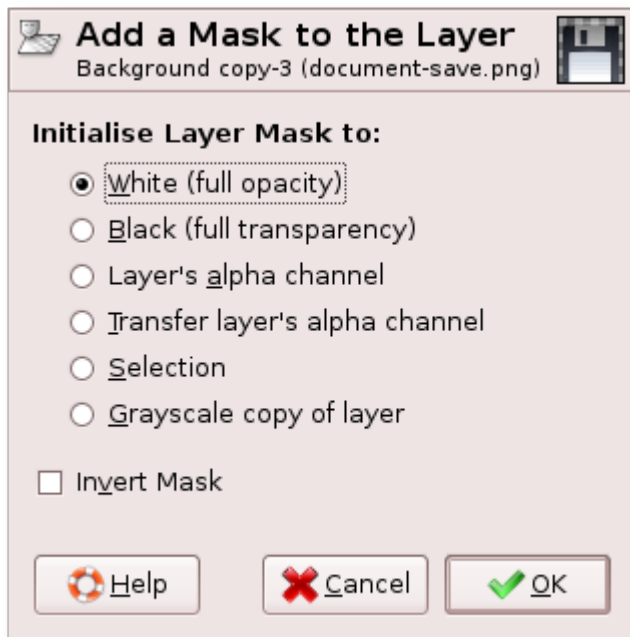 Add a Mask to the Layer
Background copy-3 (document-save.png)
Initialise Layer Mask to:
White (full opacity)
Black (full transparency)
Layer's alpha channel
Transfer layer's alpha channel
Selection
Grayscale copy of layer
Invert Mask
Help Cancel OK